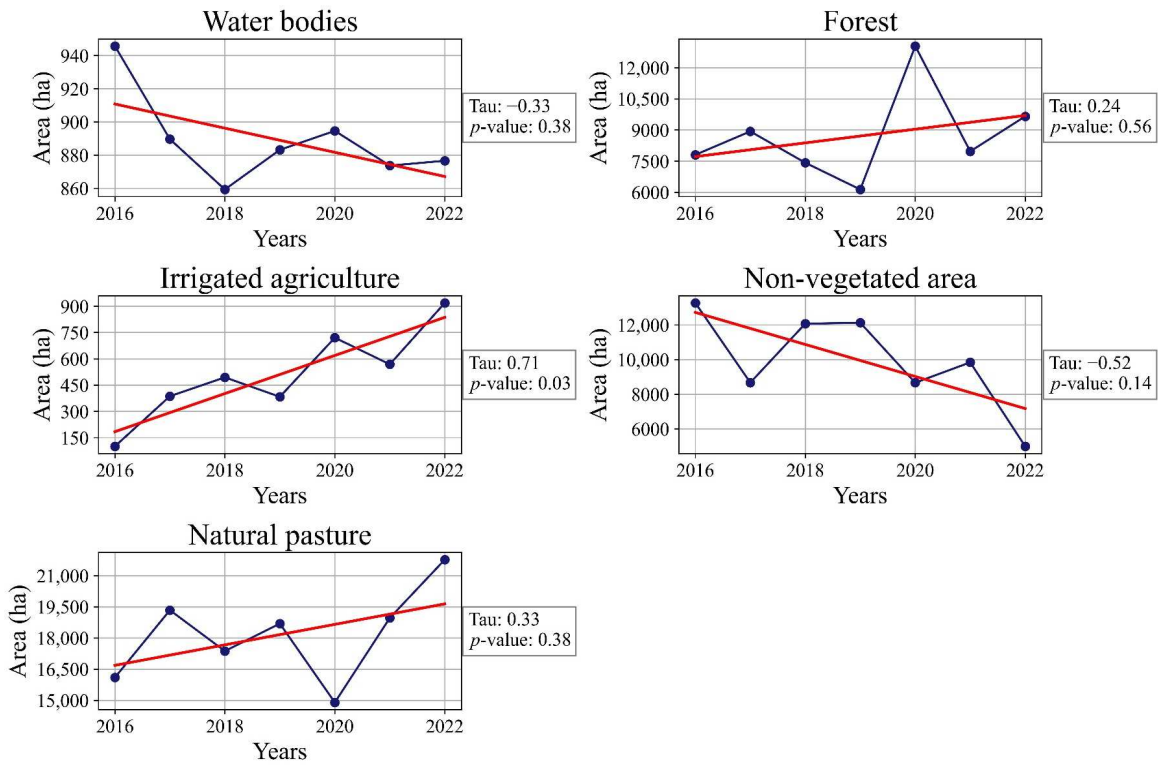 Water bodies
Area (ha)
940
920
900
880
860
2016
2018
2020
2022
Years
Tau: −0.33
p-value: 0.38
Forest
Area (ha)
12,000
10,500
9000
7500
6000
2016
2018
2020
2022
Years
Tau: 0.24
p-value: 0.56
Irrigated agriculture
Area (ha)
900
750
600
450
300
150
2016
2018
2020
2022
Years
Tau: 0.71
p-value: 0.03
Non-vegetated area
Area (ha)
12,000
10,000
8000
6000
2016
2018
2020
2022
Years
Tau: −0.52
p-value: 0.14
Natural pasture
Area (ha)
21,000
19,500
18,000
16,500
15,000
2016
2018
2020
2022
Years
Tau: 0.33
p-value: 0.38